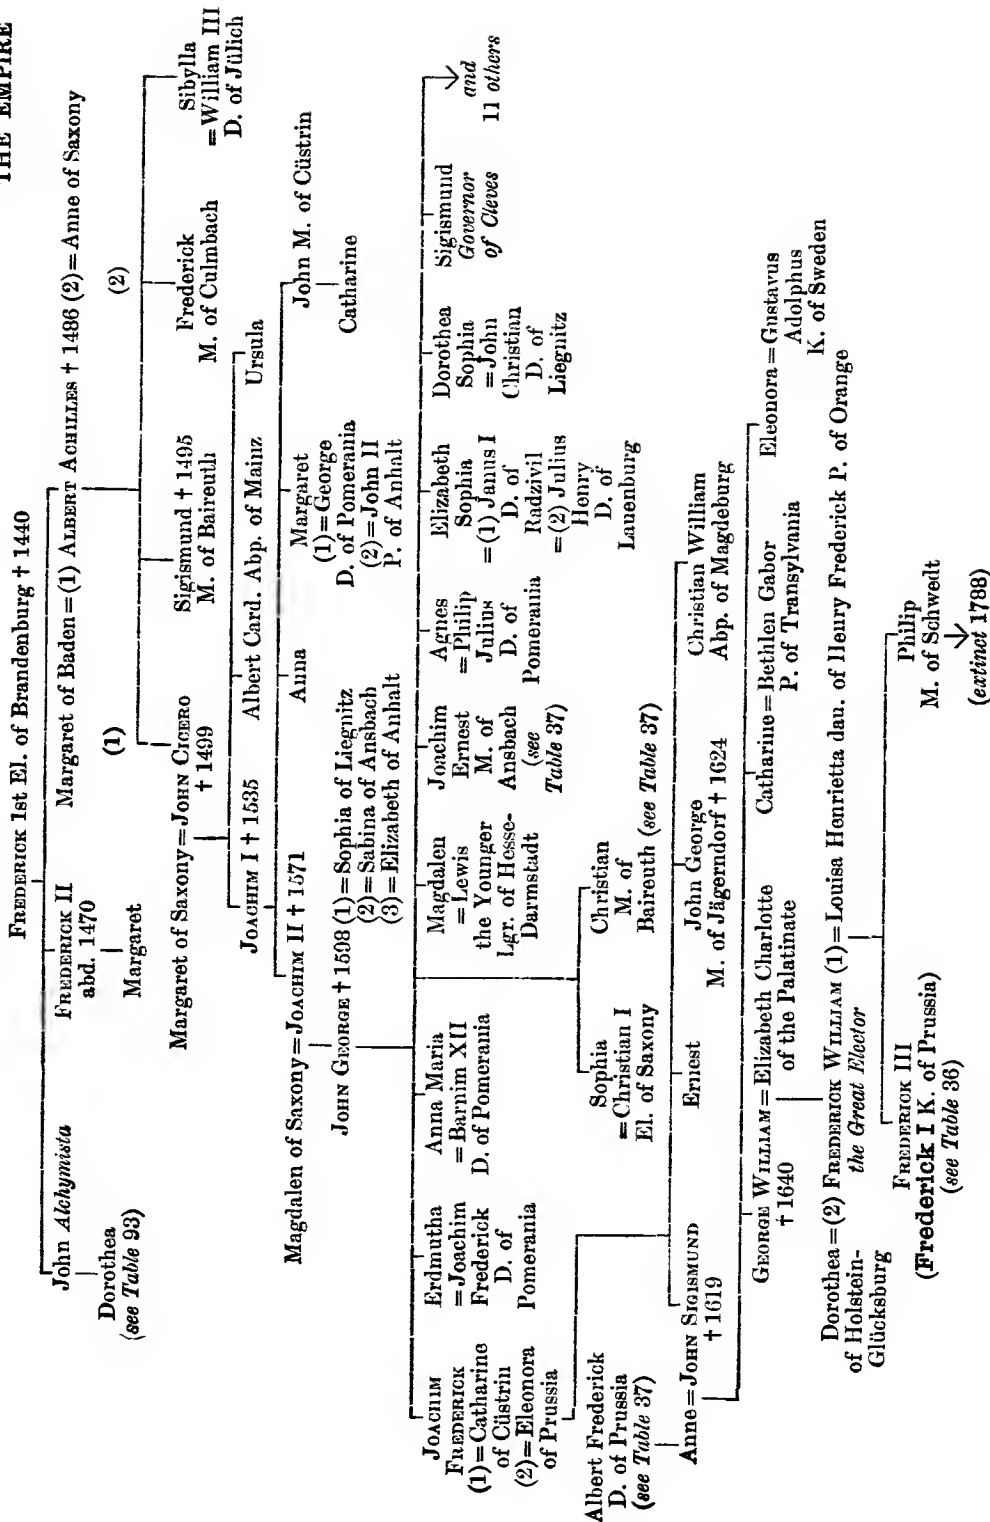 THE EMPIRE
FREDERICK 1st El. of Brandenburg † 1440
John Alchymista
Dorothea
(see Table 93)
FREDERICK II
abd. 1470
Margaret
Margaret of Baden = (1) ALBERT ACHILLES † 1486 (2) = Anne of Saxony
(1)
(2)
Margaret of Saxony = JOHN CICERO
† 1499
Sigismund † 1495
M. of Baireuth
Frederick
M. of Culmbach
Sibylla
= William III
D. of Jülich
JOACHIM I † 1535
Albert Card. Abp. of Mainz
Ursula
Magdalen of Saxony = JOACHIM II † 1571
Anna
Margaret
(1) = George
D. of Pomerania
(2) = John II
P. of Anhalt
John M. of Cüstrin
Catharine
JOHN GEORGE † 1598 (1) = Sophia of Liegnitz
(2) = Sabina of Ansbach
(3) = Elizabeth of Anhalt
JOACHIM
FREDERICK
(1) = Catharine
of Cüstrin
(2) = Eleonora
of Prussia
Erdmutha
= Joachim
Frederick
D. of
Pomerania
Anna Maria
= Barnim XII
D. of Pomerania
Magdalen
= Lewis
the Younger
Lgr. of Hesse-
Darmstadt
Joachim
Ernest
M. of
Ansbach
(see
Table 37)
Agnes
= Philip
Julius
D. of
Pomerania
Elizabeth
Sophia
= (1) Janus I
D. of
Radzivil
= (2) Julius
Henry
D. of
Lauenburg
Dorothea
Sophia
= John
Christian
D. of
Liegnitz
Sigismund
Governor
of Cleves
and
11 others
Sophia
= Christian I
El. of Saxony
Christian
M. of
Baireuth (see Table 37)
Albert Frederick
D. of Prussia
(see Table 37)
Anne = JOHN SIGISMUND
† 1619
Ernest
John George
M. of Jägerndorf † 1624
Christian William
Abp. of Magdeburg
GEORGE WILLIAM = Elizabeth Charlotte
† 1640
of the Palatinate
Catharine = Bethlen Gabor
P. of Transylvania
Eleonora = Gustavus
Adolphus
K. of Sweden
Dorothea = (2) FREDERICK WILLIAM (1) = Louisa Henrietta dau. of Henry Frederick P. of Orange
of Holstein-
Glücksburg
the Great Elector
FREDERICK III
(Frederick I K. of Prussia)
(see Table 36)
Philip
M. of Schwedt
(extinct 1788)